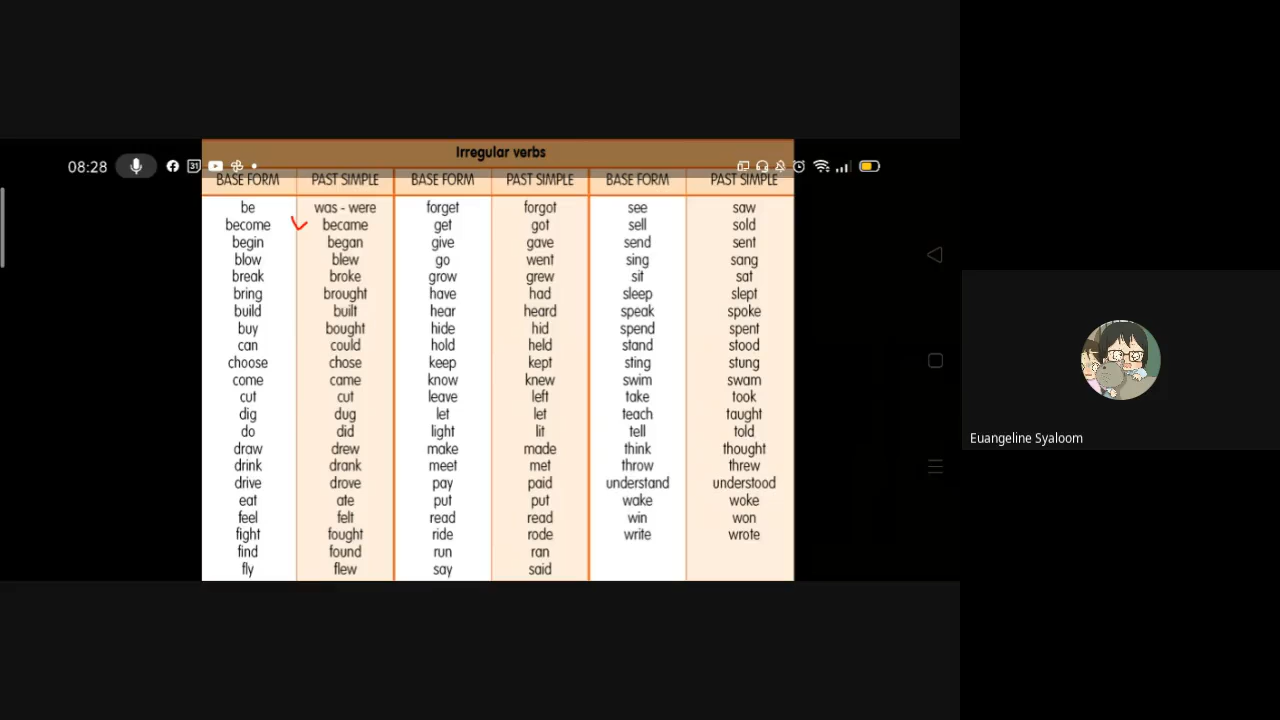 Irregular verbs
08:28
31
BASE FORM PAST SIMPLE BASE FORM PAST SIMPLE BASE FORM PAST SIMPLE
be was - were forget forgot see saw
become became get got sell sold
begin began give gave send sent
blow blew go went sing sang
break broke grow grew sit sat
bring brought have had sleep slept
build built hear heard speak spoke
buy bought hide hid spend spent
can could hold held stand stood
choose chose keep kept sting stung
come came know knew swim swam
cut cut leave left take took
dig dug let let teach taught
do did light lit tell told
draw drew make made think thought
drink drank meet met throw threw
drive drove pay paid understand understood
eat ate put put wake woke
feel felt read read win won
fight fought ride rode write wrote
find found run ran
fly flew say said
Euangeline Syaloom